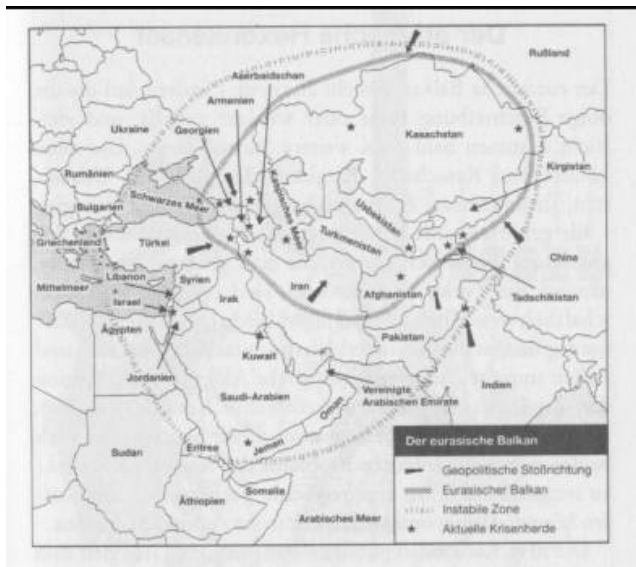 Rußland
Aserbaidschan
Armenien
Ukraine
Georgien
Kasachstan
Kirgistan
Rumänien
Schwarzes Meer
Kaspisches Meer
Usbekistan
Bulgarien
Turkmenistan
Griechenland
Türkei
China
Libanon
Syrien
Iran
Mittelmeer
Israel
Irak
Afghanistan
Tadschikistan
Ägypten
Pakistan
Kuwait
Jordanien
Indien
Saudi-Arabien
Vereinigte
Arabischen Emirate
Oman
Jemen
Sudan
Eritrea
Somalia
Äthiopien
Arabisches Meer
Der eurasische Balkan
Geopolitische Stoßrichtung
Eurasischer Balkan
Instabile Zone
Aktuelle Krisenherde